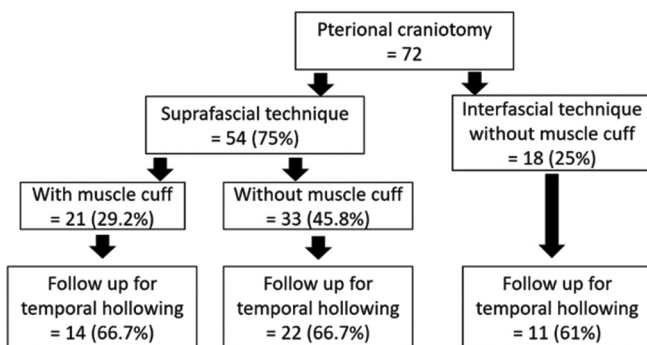 Pterional craniotomy
= 72
Suprafascial technique
= 54 (75%)
Interfascial technique
without muscle cuff
= 18 (25%)
With muscle cuff
= 21 (29.2%)
Without muscle cuff
= 33 (45.8%)
Follow up for
temporal hollowing
= 14 (66.7%)
Follow up for
temporal hollowing
= 22 (66.7%)
Follow up for
temporal hollowing
= 11 (61%)